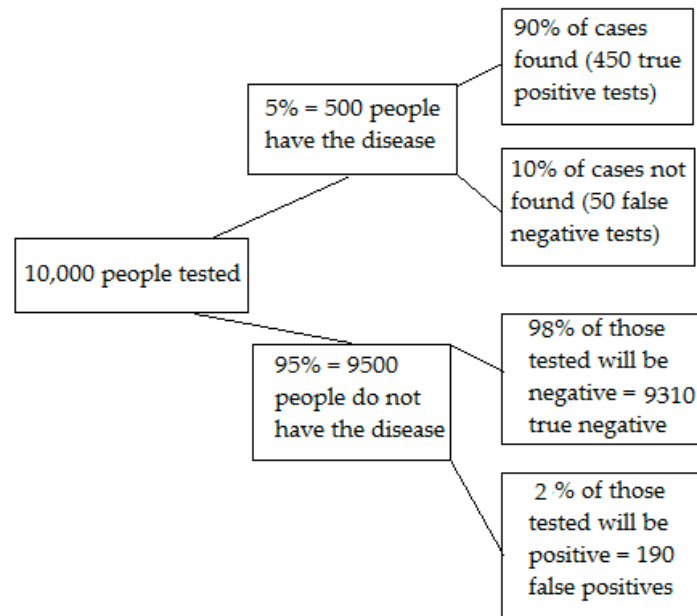 90% of cases
found (450 true
positive tests)
5% = 500 people
have the disease
10% of cases not
found (50 false
negative tests)
10,000 people tested
98% of those
tested will be
negative = 9310
true negative
95% = 9500
people do not
have the disease
2 % of those
tested will be
positive = 190
false positives